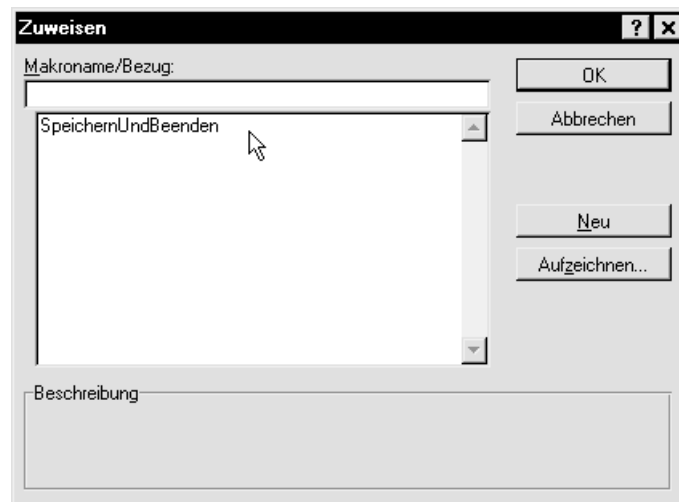 Zuweisen
Makroname/Bezug:
OK
SpeichernUndBeenden
Abbrechen
Neu
Aufzeichnen...
Beschreibung